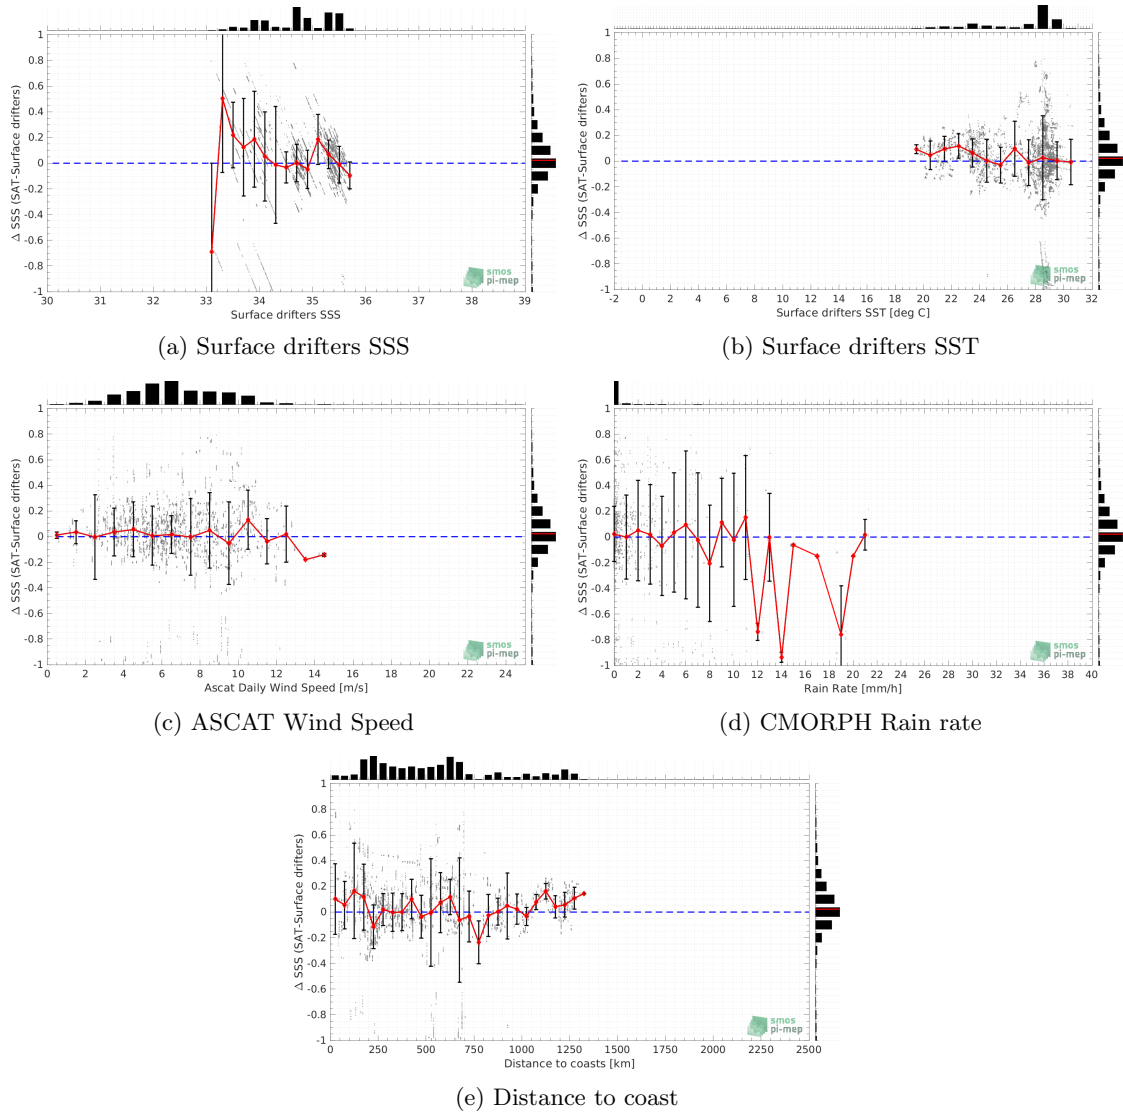 1
0.8
0.6
0.4
0.2
0
-0.2
-0.4
-0.6
-0.8
-1
Δ SSS (SAT-Surface drifters)
30 31 32 33 34 35 36 37 38 39
Surface drifters SSS
smos
pi-mep
(a) Surface drifters SSS
1
0.8
0.6
0.4
0.2
0
-0.2
-0.4
-0.6
-0.8
-1
Δ SSS (SAT-Surface drifters)
-2 0 2 4 6 8 10 12 14 16 18 20 22 24 26 28 30 32
Surface drifters SST [deg C]
smos
pi-mep
(b) Surface drifters SST
1
0.8
0.6
0.4
0.2
0
-0.2
-0.4
-0.6
-0.8
-1
Δ SSS (SAT-Surface drifters)
0 2 4 6 8 10 12 14 16 18 20 22 24
Ascat Daily Wind Speed [m/s]
smos
pi-mep
(c) ASCAT Wind Speed
1
0.8
0.6
0.4
0.2
0
-0.2
-0.4
-0.6
-0.8
-1
Δ SSS (SAT-Surface drifters)
0 2 4 6 8 10 12 14 16 18 20 22 24 26 28 30 32 34 36 38 40
Rain Rate [mm/h]
smos
pi-mep
(d) CMORPH Rain rate
1
0.8
0.6
0.4
0.2
0
-0.2
-0.4
-0.6
-0.8
-1
Δ SSS (SAT-Surface drifters)
0 250 500 750 1000 1250 1500 1750 2000 2250 2500
Distance to coasts [km]
smos
pi-mep
(e) Distance to coast